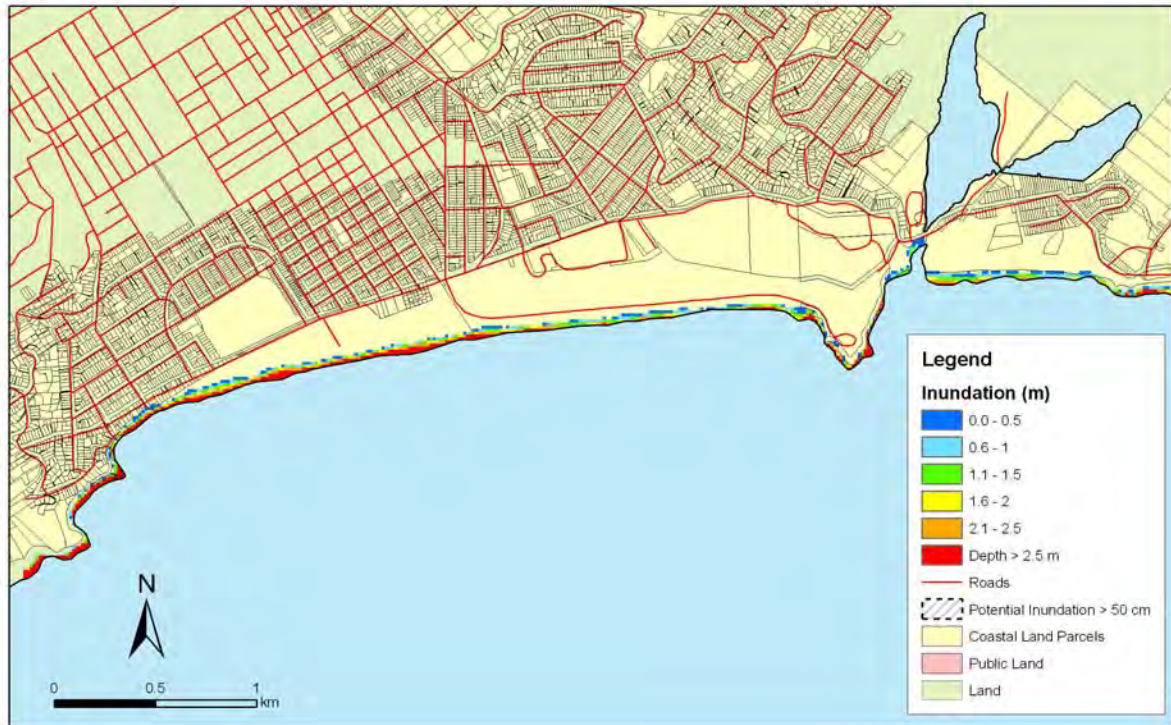 Legend
Inundation (m)
0.0 - 0.5
0.6 - 1
1.1 - 1.5
1.6 - 2
2.1 - 2.5
Depth > 2.5 m
Roads
Potential Inundation > 50 cm
Coastal Land Parcels
Public Land
Land
N
0 0.5 1
km